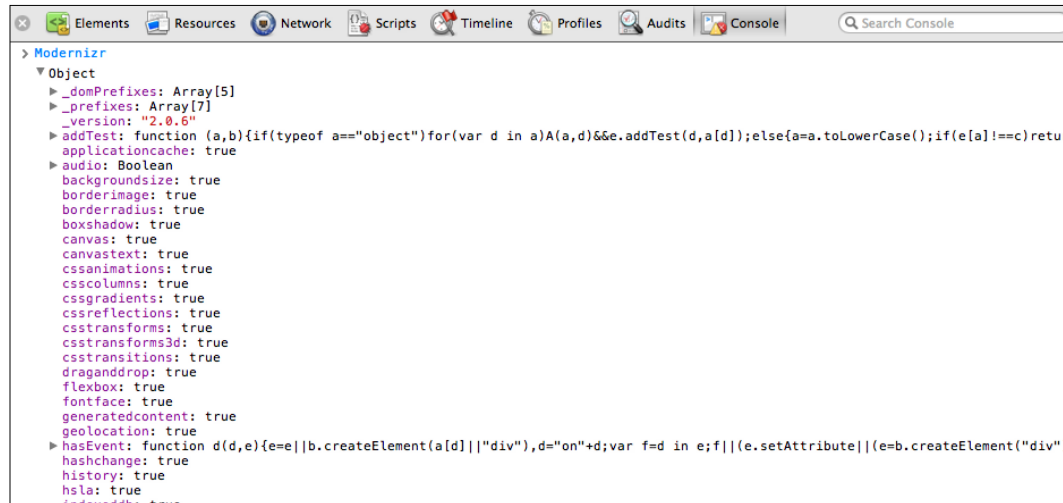 Elements Resources Network Scripts Timeline Profiles Audits Console Search Console
> Modernizr
Object
_domPrefixes: Array[5]
_prefixes: Array[7]
_version: "2.0.6"
addTest: function (a,b){if(typeof a=="object")for(var d in a)A(a,d)&&e.addTest(d,a[d]);else{a=a.toLowerCase();if(e[a]!==c)retu
applicationcache: true
audio: Boolean
backgroundsize: true
borderimage: true
borderradius: true
boxshadow: true
canvas: true
canvastext: true
cssanimations: true
csscolumns: true
cssgradients: true
cssreflections: true
csstransforms: true
csstransforms3d: true
csstransitions: true
draganddrop: true
flexbox: true
fontface: true
generatedcontent: true
geolocation: true
hasEvent: function d(d,e){e=e||b.createElement(a[d]||"div"),d="on"+d;var f=d in e;f||(e.setAttribute||(e=b.createElement("div"
hashchange: true
history: true
hsla: true